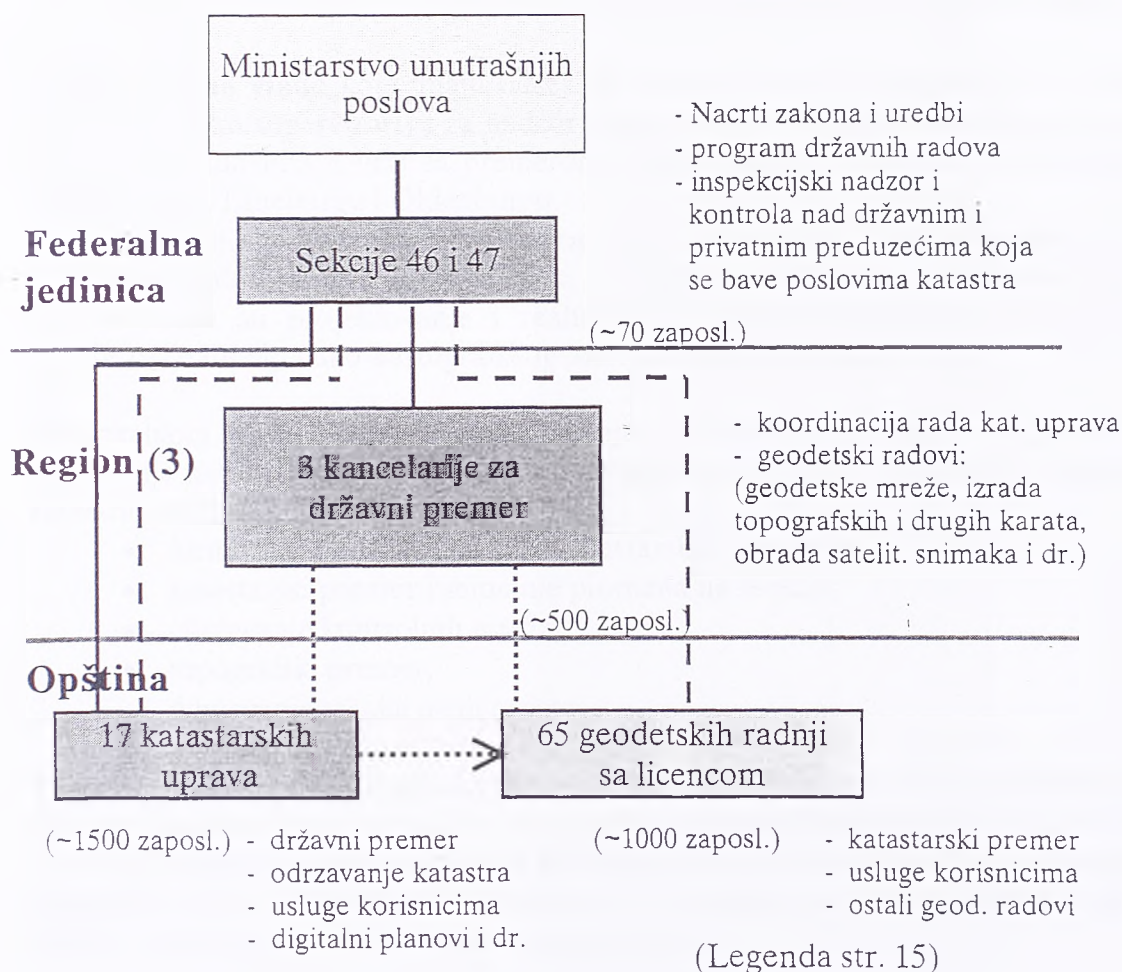 Ministarstvo unutrašnjih
poslova
- Nacrti zakona i uredbi
- program državnih radova
- inspekcijski nadzor i
kontrola nad državnim i
privatnim preduzećima koja
se bave poslovima katastra
Federalna
jedinica
Sekcije 46 i 47
(~70 zaposl.)
Region (3)
3 kancelarije za
državni premer
- koordinacija rada kat. uprava
- geodetski radovi:
(geodetske mreže, izrada
topografskih i drugih karata,
obrada satelit. snimaka i dr.)
(~500 zaposl.)
Opština
17 katastarskih
uprava
65 geodetskih radnji
sa licencom
(~1500 zaposl.) - državni premer
- odrzavanje katastra
- usluge korisnicima
- digitalni planovi i dr.
(~1000 zaposl.) - katastarski premer
- usluge korisnicima
- ostali geod. radovi
(Legenda str. 15)